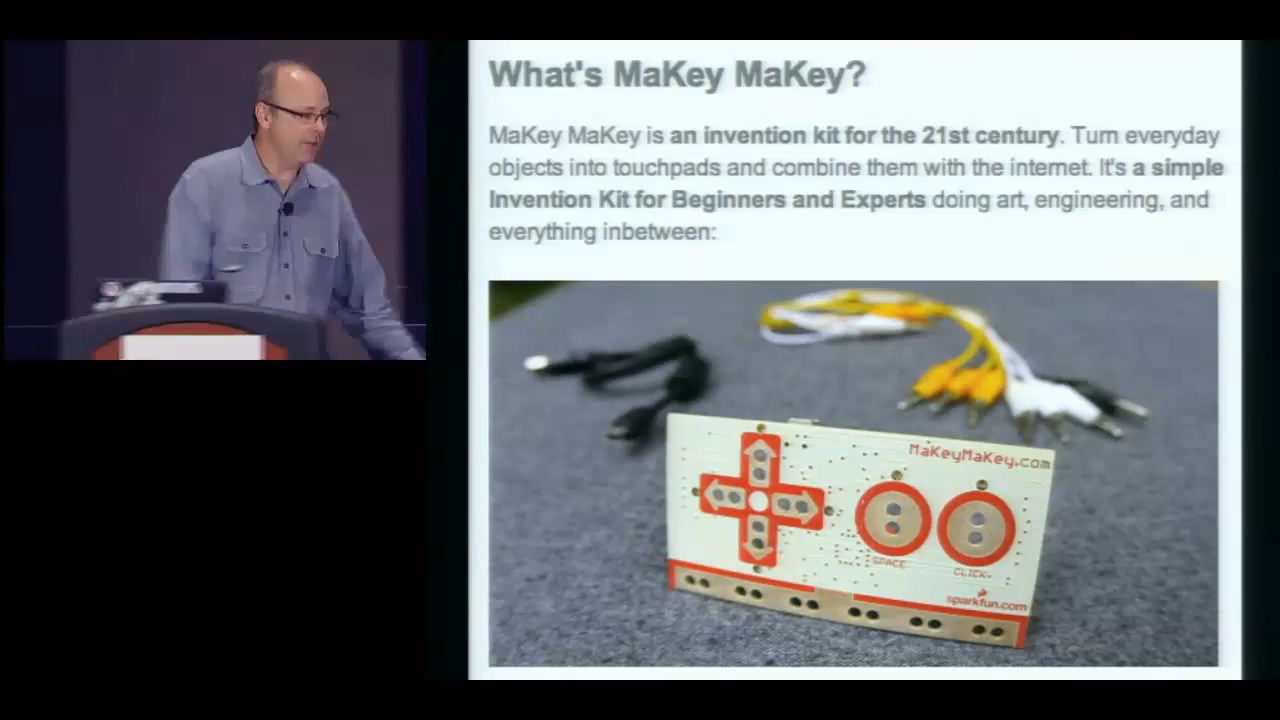 What's MaKey MaKey?
MaKey MaKey is an invention kit for the 21st century. Turn everyday
objects into touchpads and combine them with the internet. It's a simple
Invention Kit for Beginners and Experts doing art, engineering, and
everything inbetween:
MaKeyMaKey.com
SPACE
CLICK
sparkfun.com